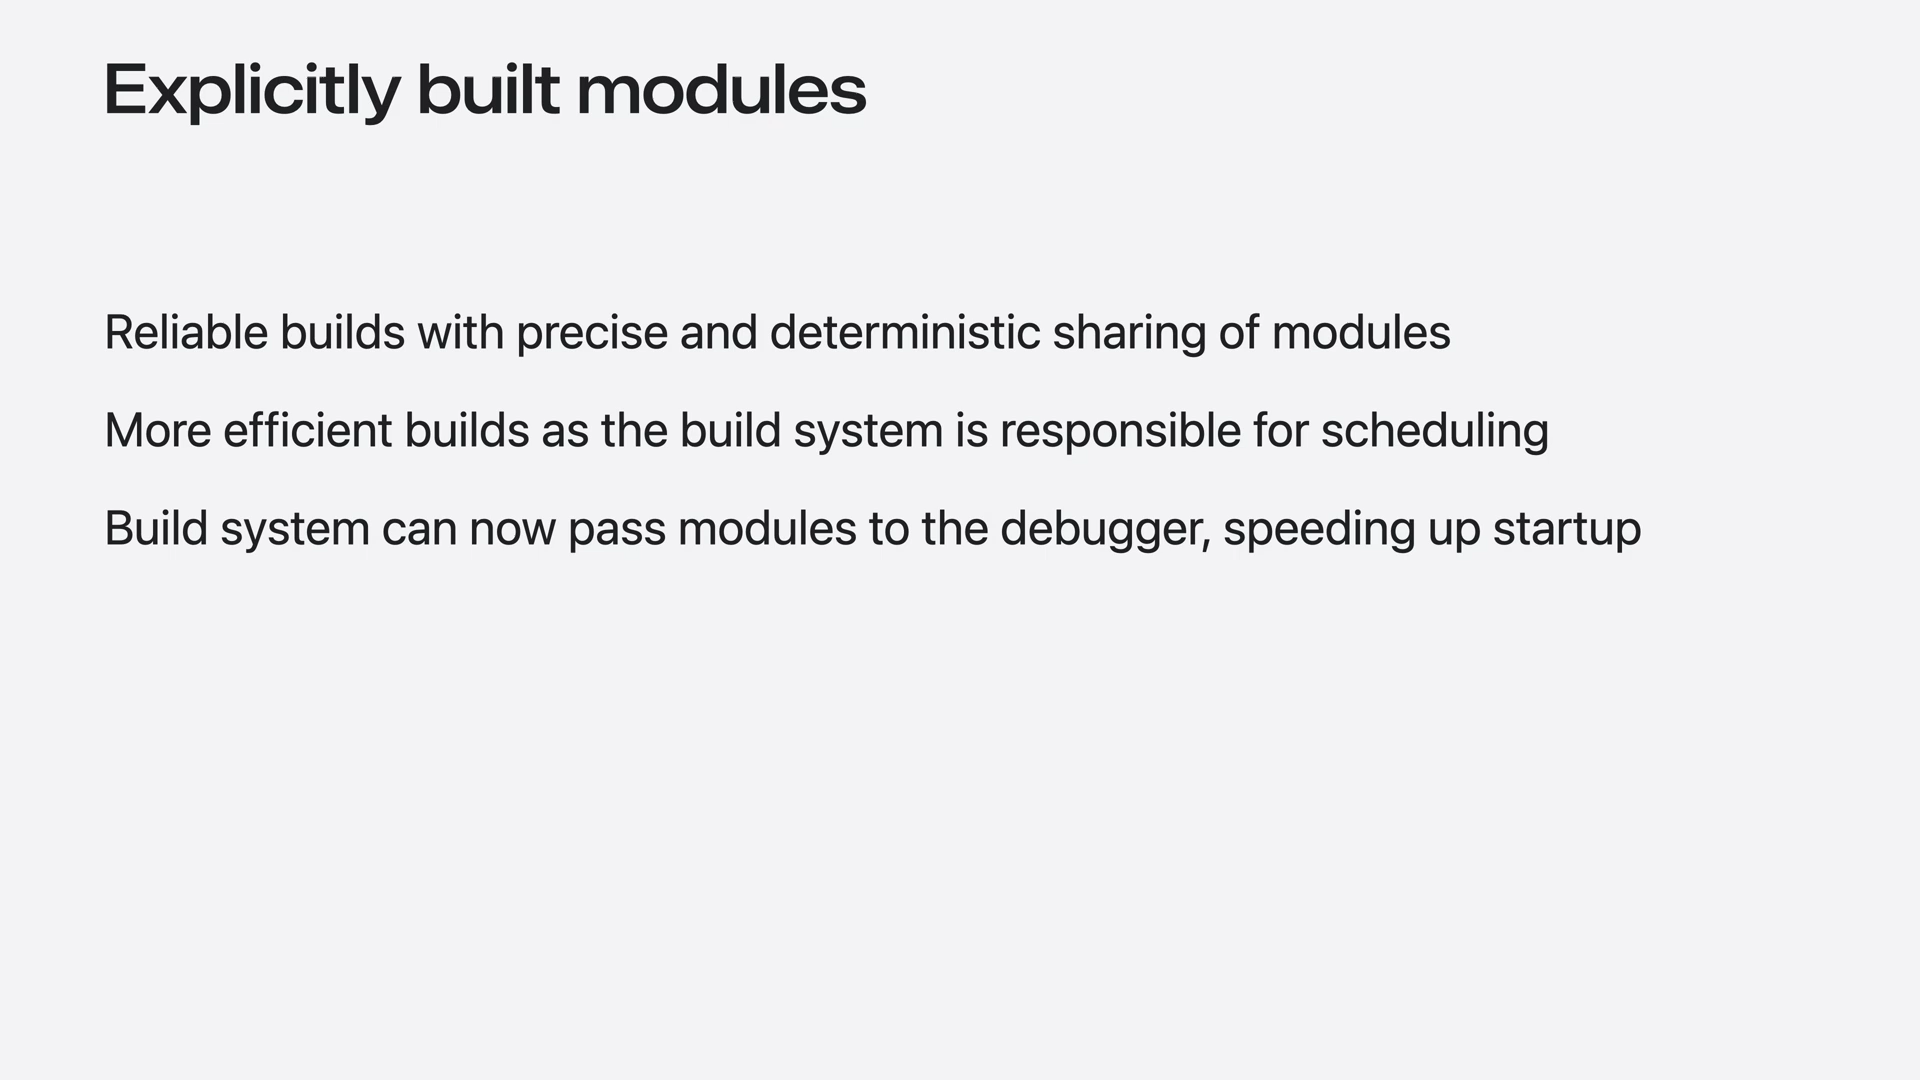 Explicitly built modules
Reliable builds with precise and deterministic sharing of modules
More efficient builds as the build system is responsible for scheduling
Build system can now pass modules to the debugger, speeding up startup